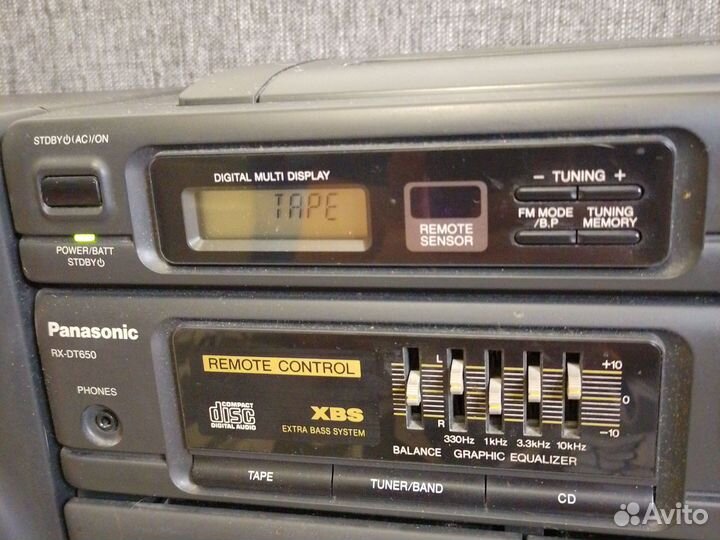 STDBY⏻(AC)/ON
DIGITAL MULTI DISPLAY
TAPE
REMOTE
SENSOR
− TUNING +
FM MODE
/B.P
TUNING
MEMORY
POWER/BATT
STDBY⏻
Panasonic
RX-DT650
PHONES
REMOTE CONTROL
COMPACT
disc
DIGITAL AUDIO
XBS
EXTRA BASS SYSTEM
L
R
+10
0
−10
330Hz 1kHz 3.3kHz 10kHz
BALANCE GRAPHIC EQUALIZER
TAPE
TUNER/BAND
CD
Avito